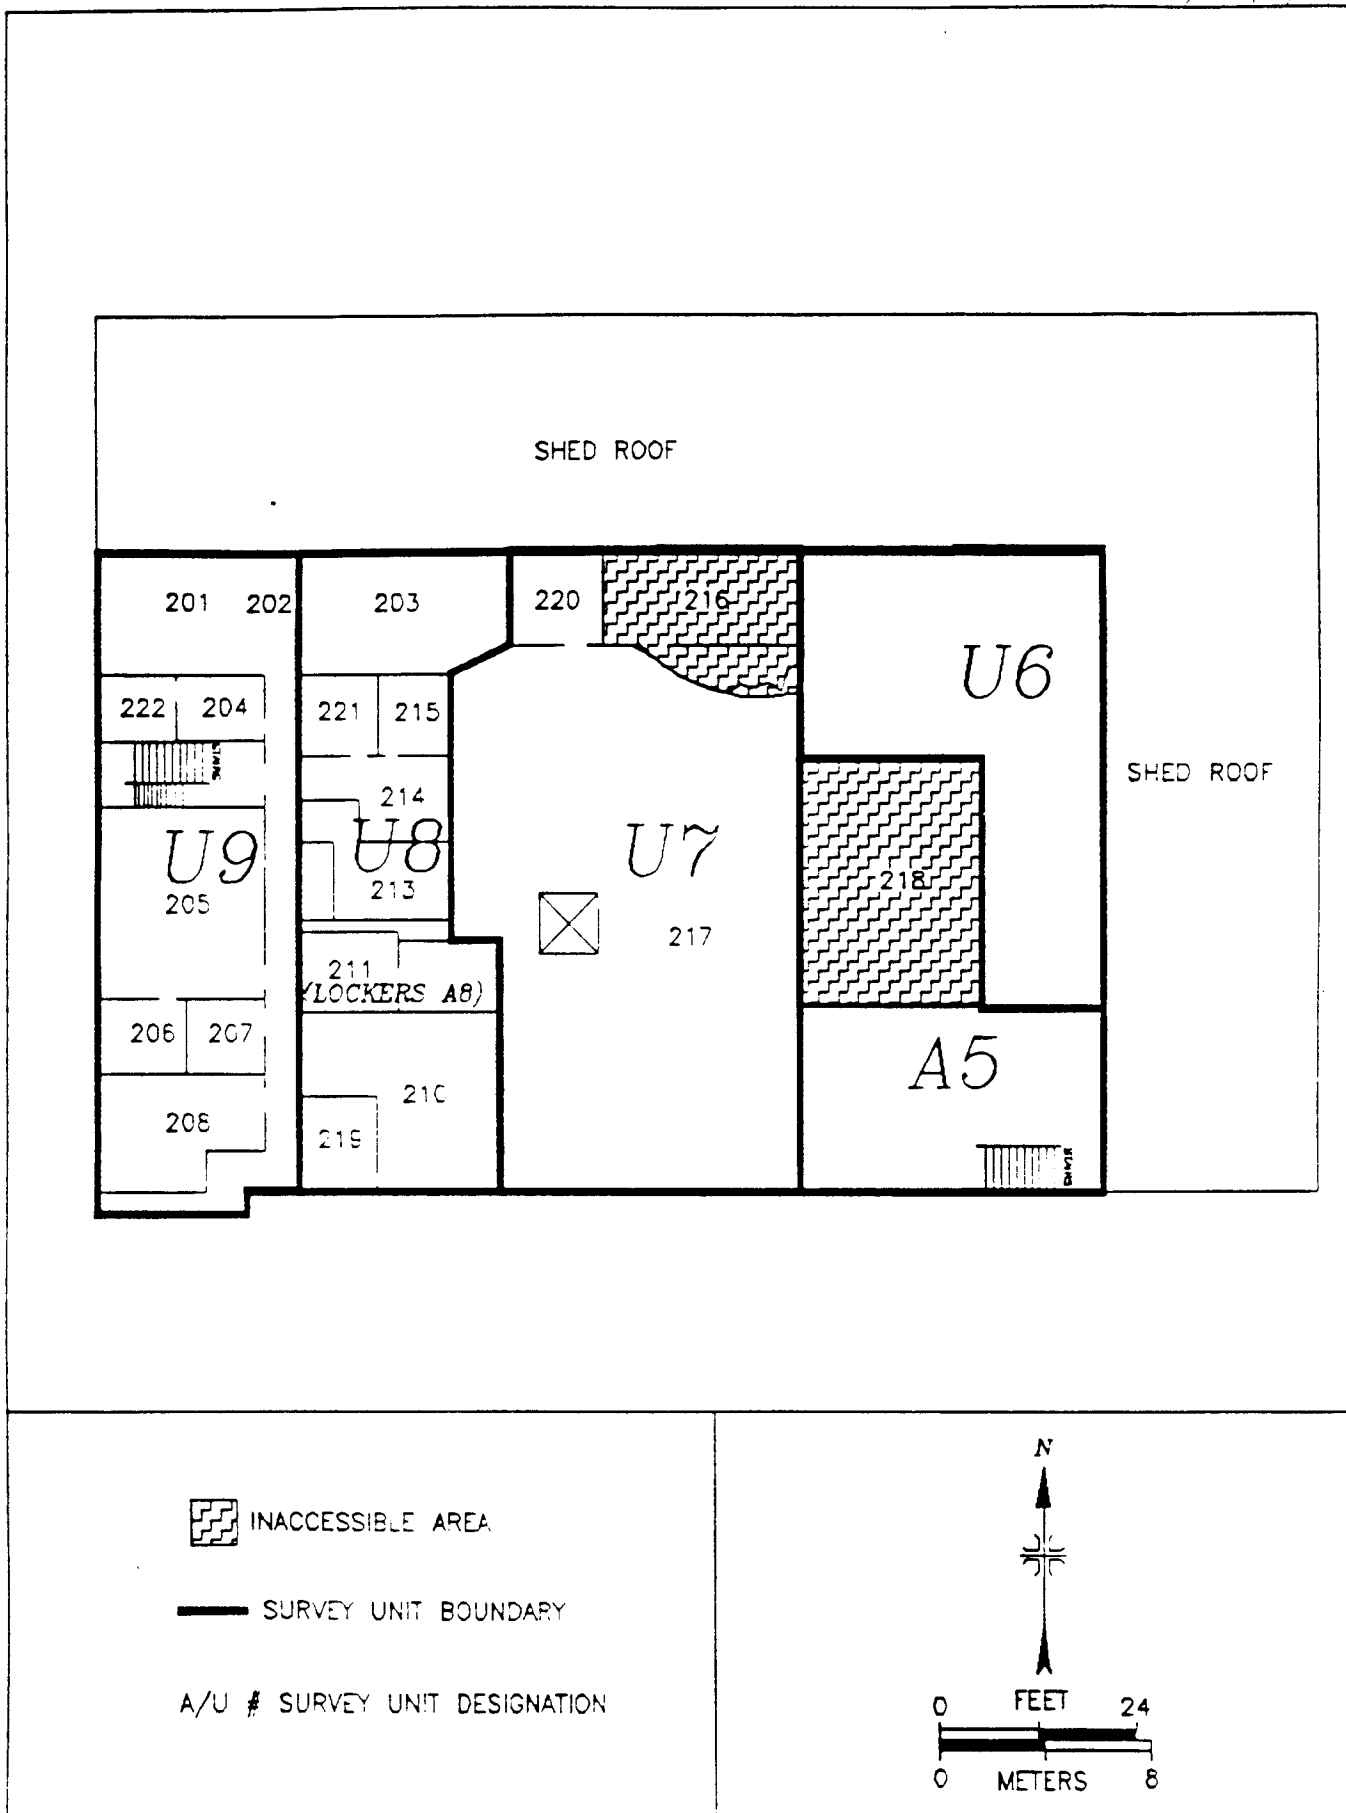 SHED ROOF
201 202 203 220 216
U6
222 204 221 215
STAIRS
SHED ROOF
214
U9 U8 U7
218
213
205
217
211
(LOCKERS A8)
206 207
A5
210
208
219
STAIRS
N
INACCESSIBLE AREA
SURVEY UNIT BOUNDARY
A/U # SURVEY UNIT DESIGNATION
0 FEET 24
0 METERS 8